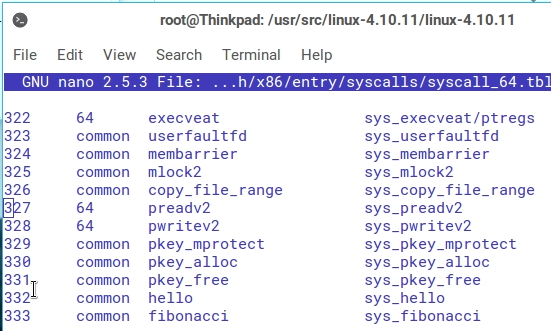 root@Thinkpad: /usr/src/linux-4.10.11/linux-4.10.11
File Edit View Search Terminal Help
GNU nano 2.5.3 File: ...h/x86/entry/syscalls/syscall_64.tbl
322 64 execveat sys_execveat/ptregs
323 common userfaultfd sys_userfaultfd
324 common membarrier sys_membarrier
325 common mlock2 sys_mlock2
326 common copy_file_range sys_copy_file_range
327 64 preadv2 sys_preadv2
328 64 pwritev2 sys_pwritev2
329 common pkey_mprotect sys_pkey_mprotect
330 common pkey_alloc sys_pkey_alloc
331 common pkey_free sys_pkey_free
332 common hello sys_hello
333 common fibonacci sys_fibonacci